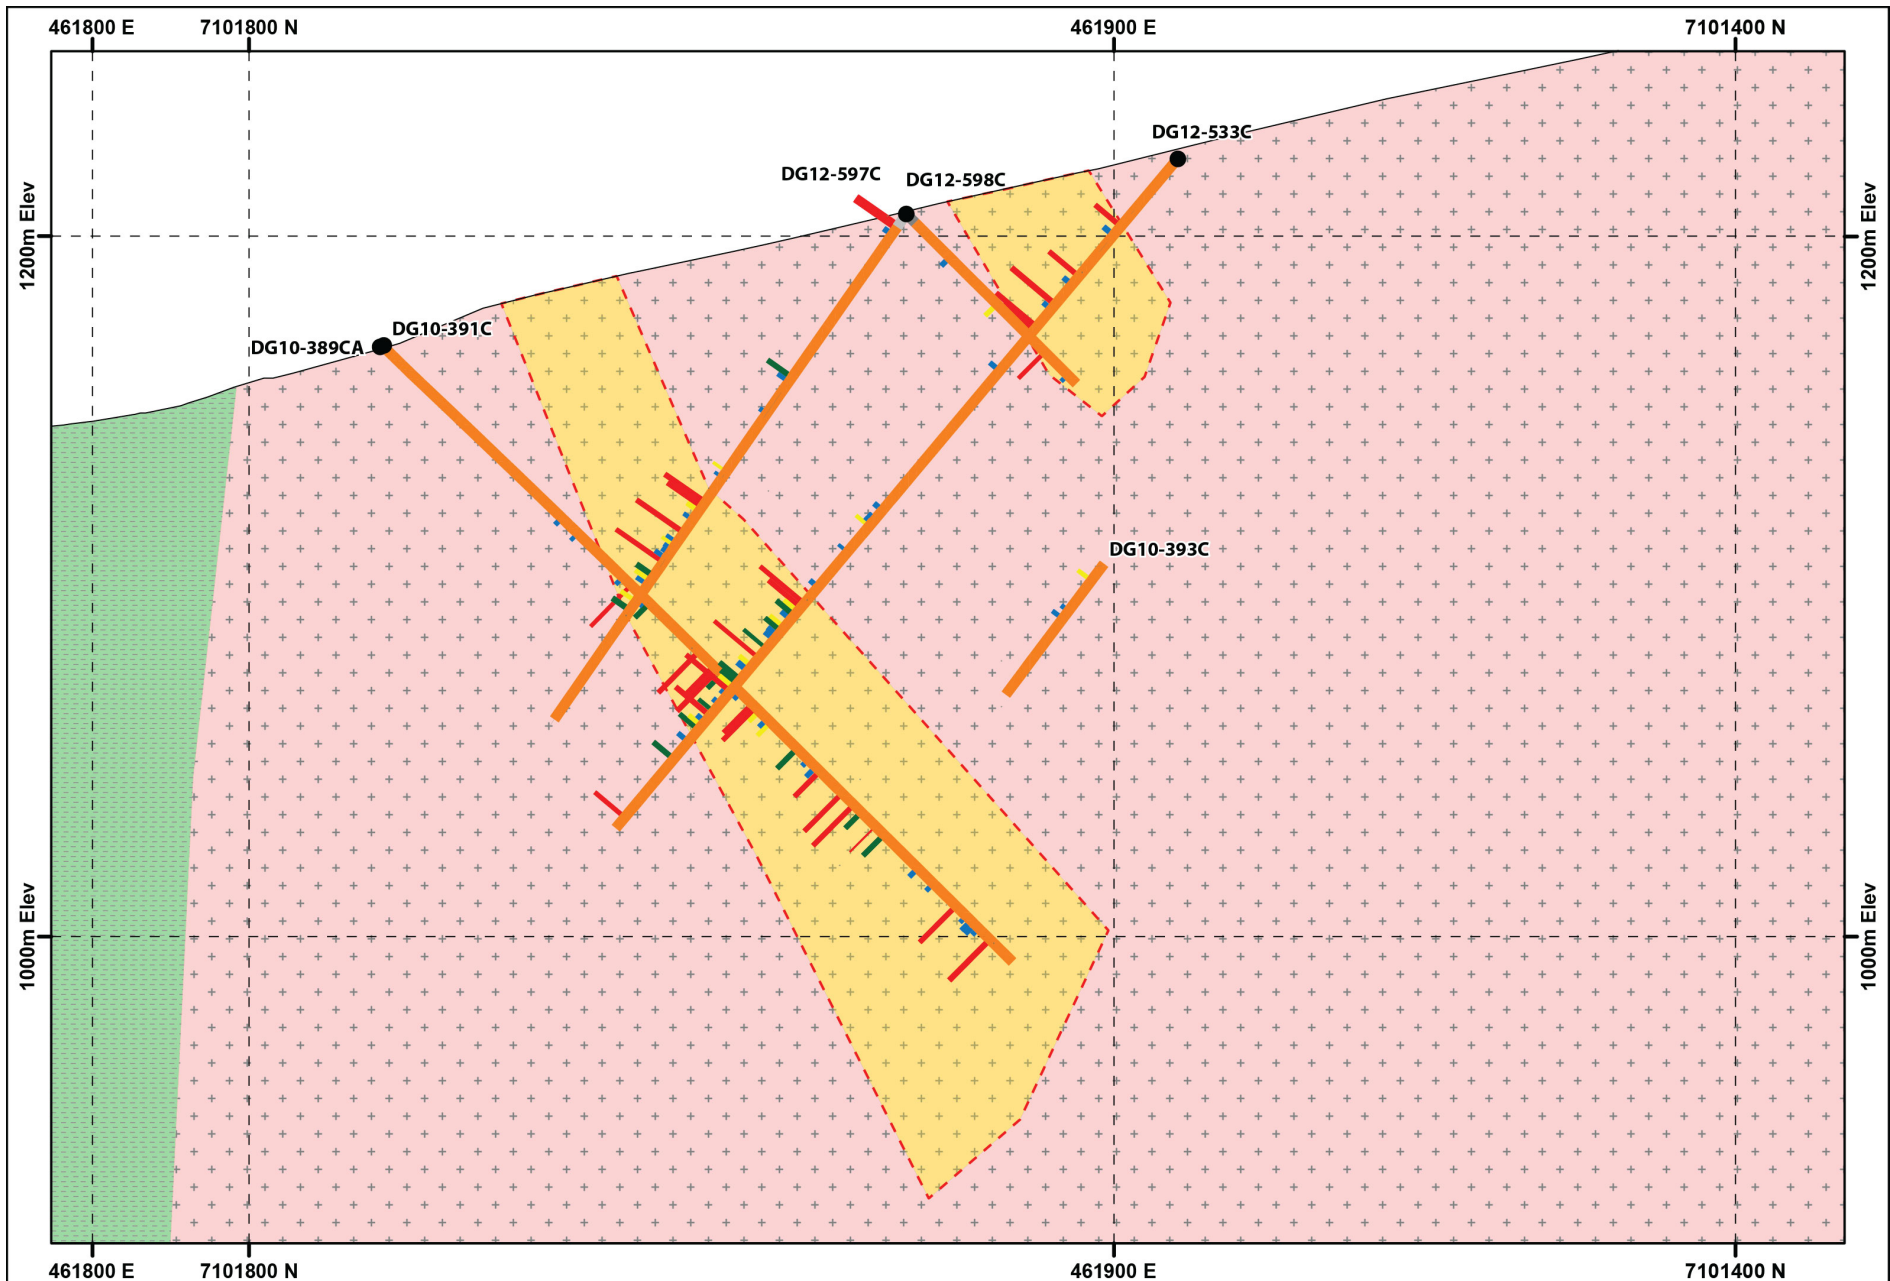 461800 E
7101800 N
461900 E
7101400 N
DG12-533C
DG12-597C
DG12-598C
1200m Elev
1200m Elev
DG10-391C
DG10-389CA
DG10-393C
1000m Elev
1000m Elev
461800 E
7101800 N
461900 E
7101400 N